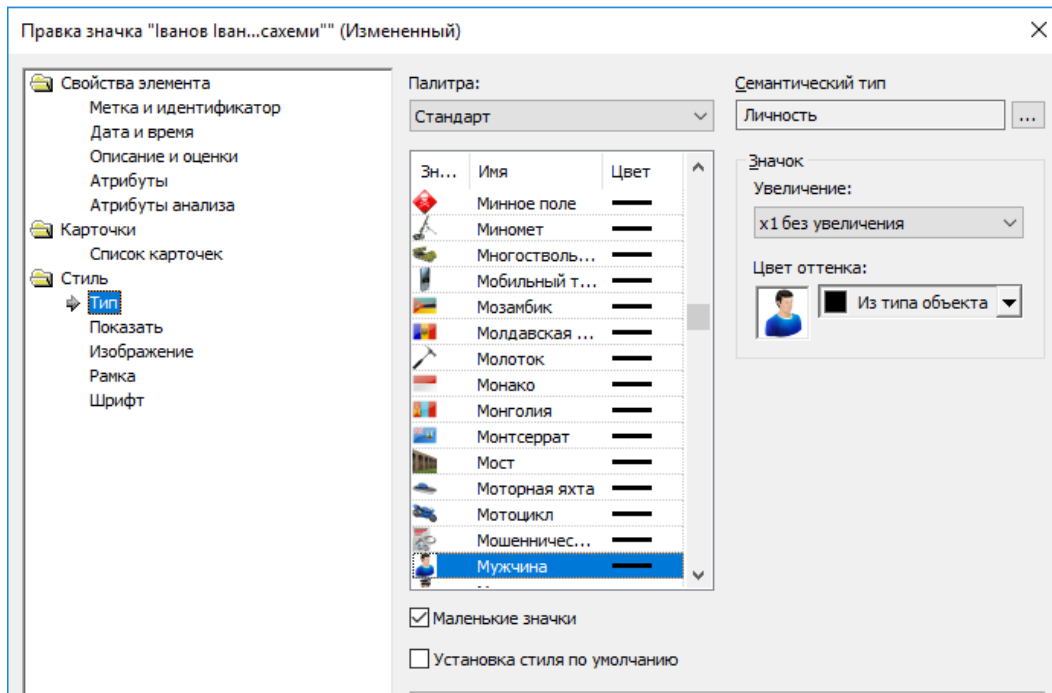 Правка значка "Іванов Іван...сахеми"" (Измененный)
Свойства элемента
Метка и идентификатор
Дата и время
Описание и оценки
Атрибуты
Атрибуты анализа
Карточки
Список карточек
Стиль
Тип
Показать
Изображение
Рамка
Шрифт
Палитра:
Стандарт
Зн... Имя Цвет
Минное поле
Миномет
Многостволь...
Мобильный т...
Мозамбик
Молдавская ...
Молоток
Монако
Монголия
Монтсеррат
Мост
Моторная яхта
Мотоцикл
Мошенничес...
Мужчина
Маленькие значки
Установка стиля по умолчанию
Семантический тип
Личность ...
Значок
Увеличение:
x1 без увеличения
Цвет оттенка:
Из типа объекта